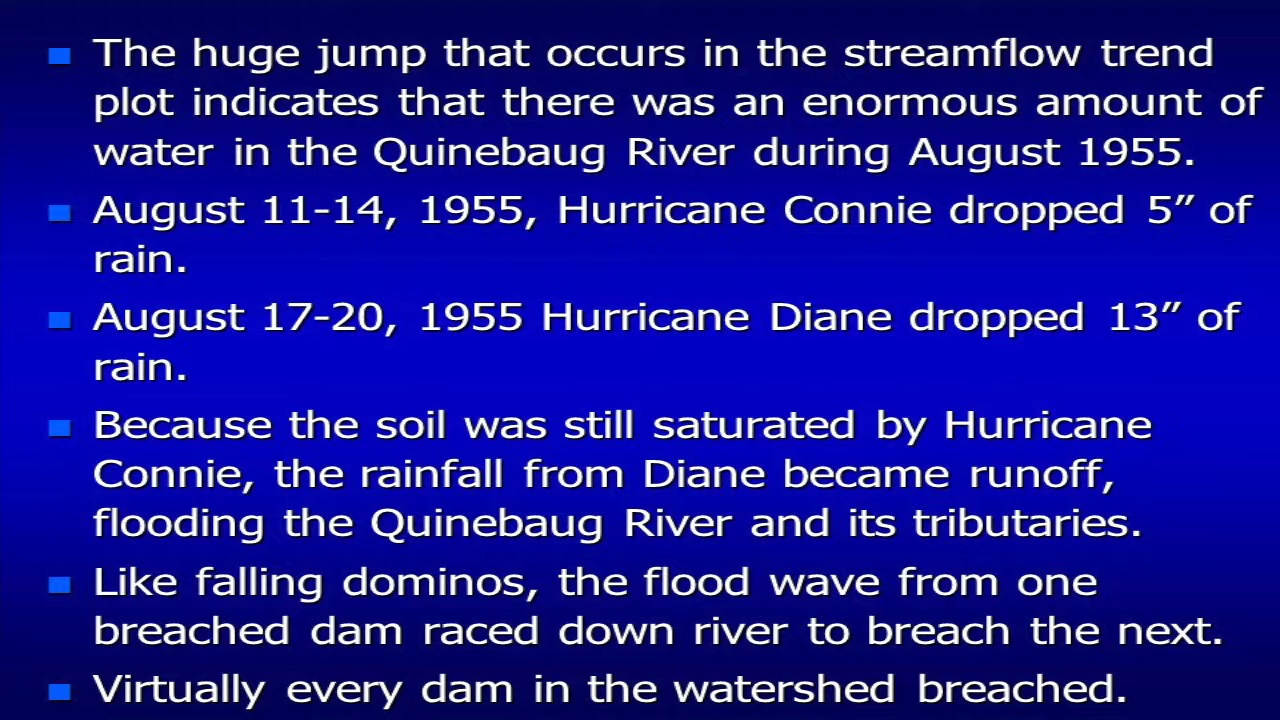 The huge jump that occurs in the streamflow trend
plot indicates that there was an enormous amount of
water in the Quinebaug River during August 1955.
August 11-14, 1955, Hurricane Connie dropped 5” of
rain.
August 17-20, 1955 Hurricane Diane dropped 13” of
rain.
Because the soil was still saturated by Hurricane
Connie, the rainfall from Diane became runoff,
flooding the Quinebaug River and its tributaries.
Like falling dominos, the flood wave from one
breached dam raced down river to breach the next.
Virtually every dam in the watershed breached.